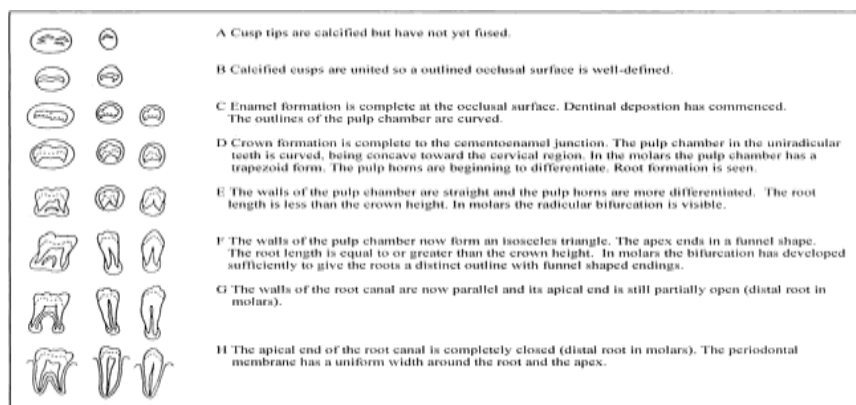 A Cusp tips are calcified but have not yet fused.
B Calcified cusps are united so a outlined occlusal surface is well-defined.
C Enamel formation is complete at the occlusal surface. Dentinal depostion has commenced.
The outlines of the pulp chamber are curved.
D Crown formation is complete to the cementoenamel junction. The pulp chamber in the uniradicular
teeth is curved, being concave toward the cervical region. In the molars the pulp chamber has a
trapezoid form. The pulp horns are beginning to differentiate. Root formation is seen.
E The walls of the pulp chamber are straight and the pulp horns are more differentiated. The root
length is less than the crown height. In molars the radicular bifurcation is visible.
F The walls of the pulp chamber now form an isosceles triangle. The apex ends in a funnel shape.
The root length is equal to or greater than the crown height. In molars the bifurcation has developed
sufficiently to give the roots a distinct outline with funnel shaped endings.
G The walls of the root canal are now parallel and its apical end is still partially open (distal root in
molars).
H The apical end of the root canal is completely closed (distal root in molars). The periodontal
membrane has a uniform width around the root and the apex.